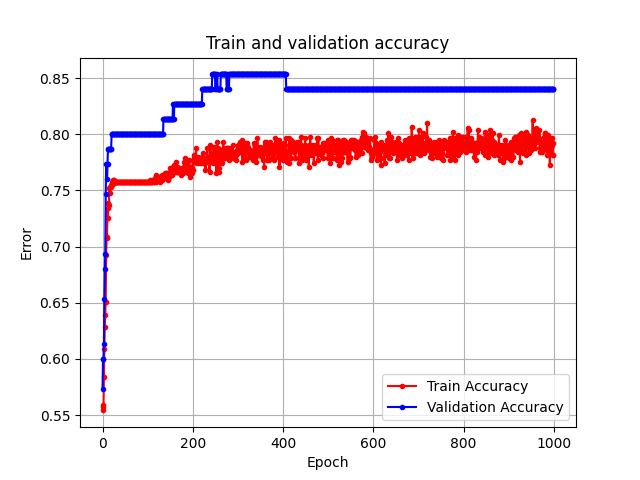 Train and validation accuracy
0.85
0.80
0.75
0.70
0.65
0.60
0.55
Error
0
200
400
600
800
1000
Epoch
Train Accuracy
Validation Accuracy